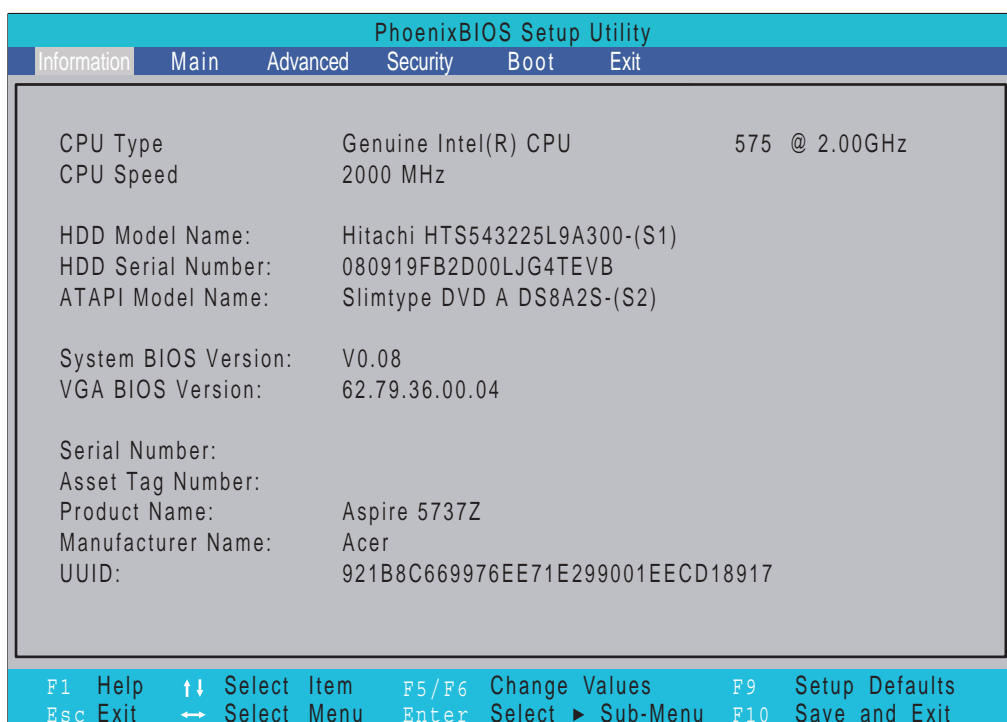 PhoenixBIOS Setup Utility
Information Main Advanced Security Boot Exit
CPU Type Genuine Intel(R) CPU 575 @ 2.00GHz
CPU Speed 2000 MHz
HDD Model Name: Hitachi HTS543225L9A300-(S1)
HDD Serial Number: 080919FB2D00LJG4TEVB
ATAPI Model Name: Slimtype DVD A DS8A2S-(S2)
System BIOS Version: V0.08
VGA BIOS Version: 62.79.36.00.04
Serial Number:
Asset Tag Number:
Product Name: Aspire 5737Z
Manufacturer Name: Acer
UUID: 921B8C669976EE71E299001EECD18917
F1 Help ↑↓ Select Item F5/F6 Change Values F9 Setup Defaults
Esc Exit ↔ Select Menu Enter Select ► Sub-Menu F10 Save and Exit